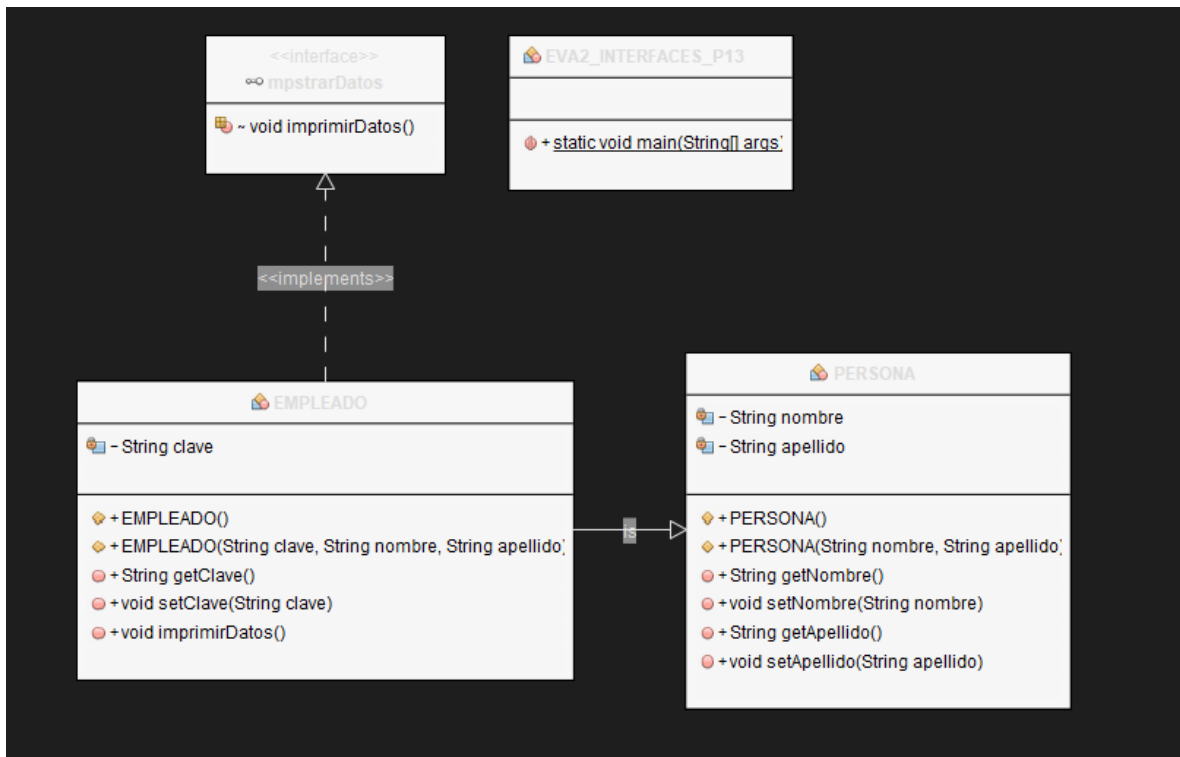 <<interface>>
mpstrarDatos
~ void imprimirDatos()
EVA2_INTERFACES_P13
+ static void main(String[] args)
<<implements>>
EMPLEADO
- String clave
+ EMPLEADO()
+ EMPLEADO(String clave, String nombre, String apellido)
+ String getClave()
+ void setClave(String clave)
+ void imprimirDatos()
is
PERSONA
- String nombre
- String apellido
+ PERSONA()
+ PERSONA(String nombre, String apellido)
+ String getNombre()
+ void setNombre(String nombre)
+ String getApellido()
+ void setApellido(String apellido)